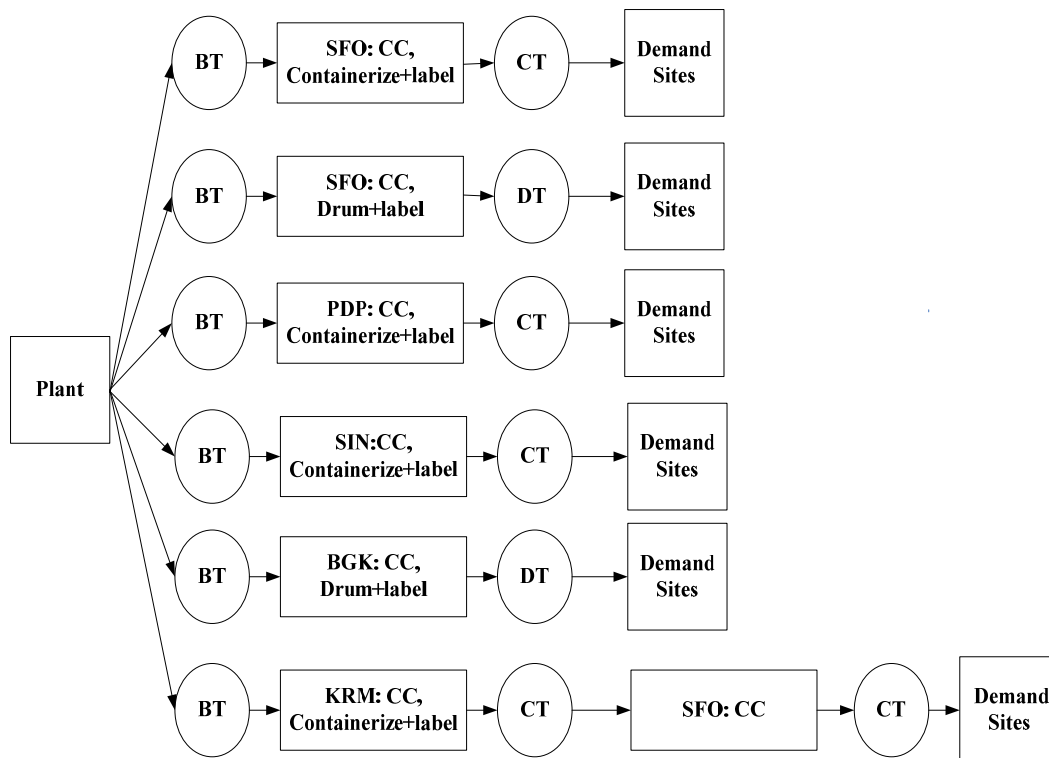 BT
SFO: CC,
Containerize+label
CT
Demand
Sites
BT
SFO: CC,
Drum+label
DT
Demand
Sites
BT
PDP: CC,
Containerize+label
CT
Demand
Sites
Plant
BT
SIN:CC,
Containerize+label
CT
Demand
Sites
BT
BGK: CC,
Drum+label
DT
Demand
Sites
BT
KRM: CC,
Containerize+label
CT
SFO: CC
CT
Demand
Sites